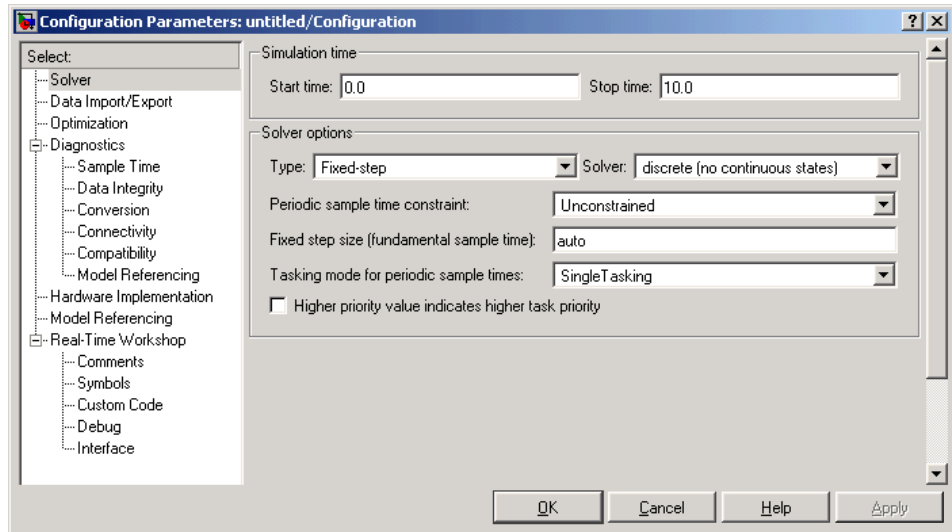 Configuration Parameters: untitled/Configuration
Select:
Solver
Data Import/Export
Optimization
Diagnostics
Sample Time
Data Integrity
Conversion
Connectivity
Compatibility
Model Referencing
Hardware Implementation
Model Referencing
Real-Time Workshop
Comments
Symbols
Custom Code
Debug
Interface
Simulation time
Start time: 0.0 Stop time: 10.0
Solver options
Type: Fixed-step Solver: discrete (no continuous states)
Periodic sample time constraint: Unconstrained
Fixed step size (fundamental sample time): auto
Tasking mode for periodic sample times: SingleTasking
Higher priority value indicates higher task priority
OK Cancel Help Apply